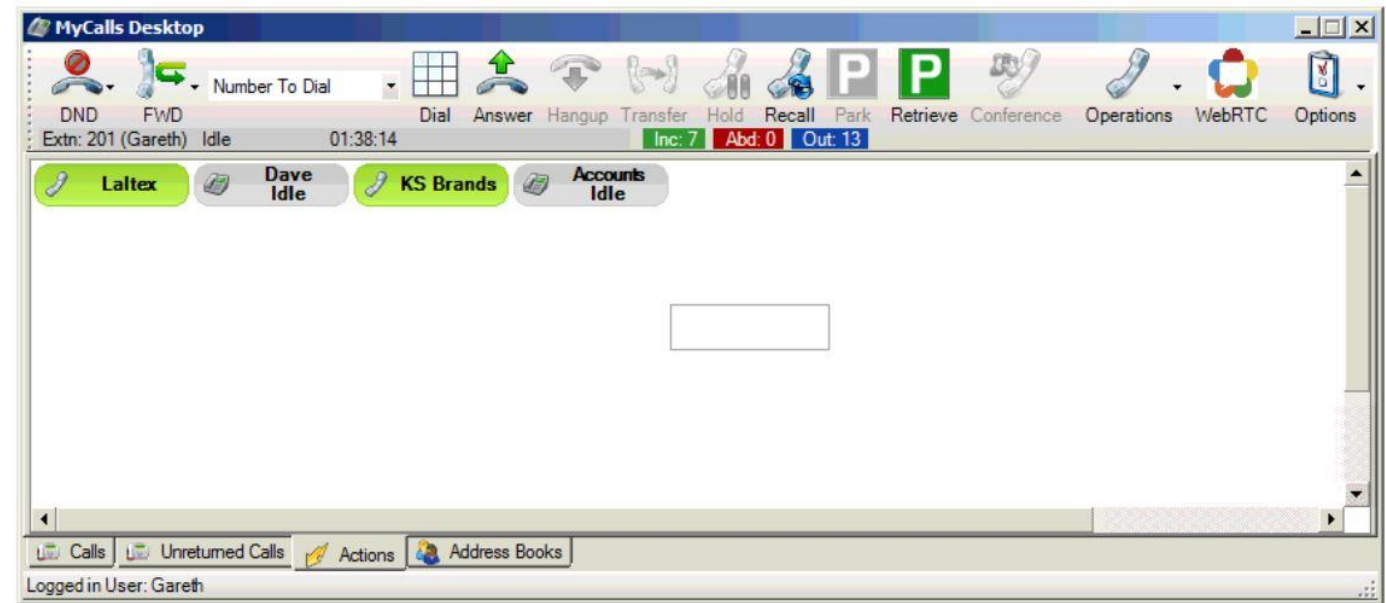 MyCalls Desktop
Number To Dial
DND FWD Dial Answer Hangup Transfer Hold Recall Park Retrieve Conference Operations WebRTC Options
Extn: 201 (Gareth) Idle 01:38:14 Inc: 7 Abd: 0 Out: 13
Laltex Dave KS Brands Accounts
Idle Idle
Calls Unreturned Calls Actions Address Books
Logged in User: Gareth